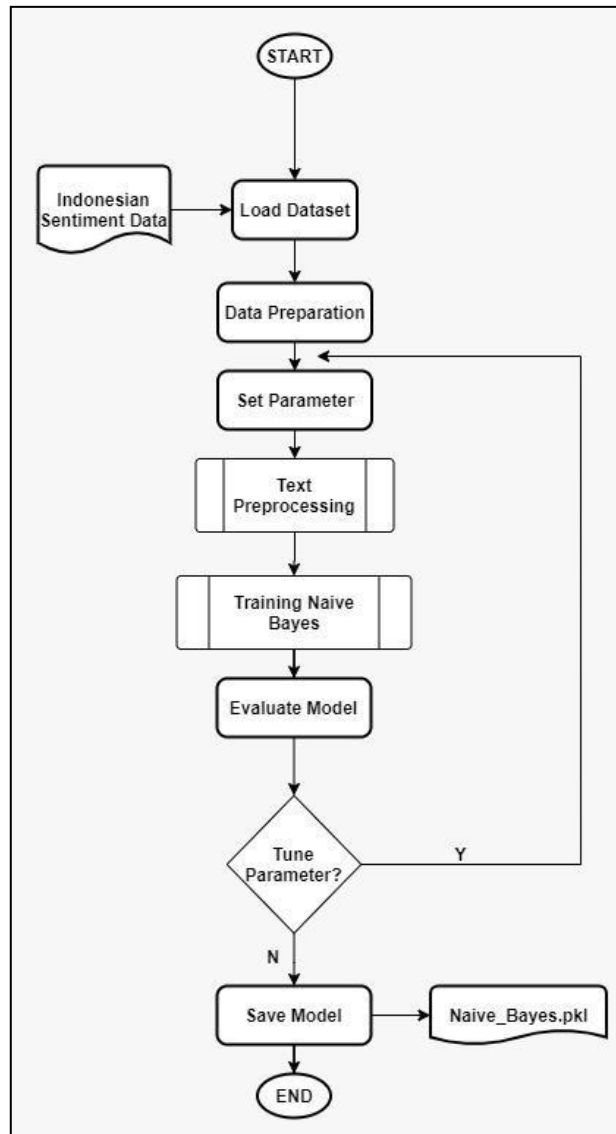 START
Indonesian
Sentiment Data
Load Dataset
Data Preparation
Set Parameter
Text
Preprocessing
Training Naive
Bayes
Evaluate Model
Tune
Parameter?
Y
N
Save Model
Naive_Bayes.pkl
END